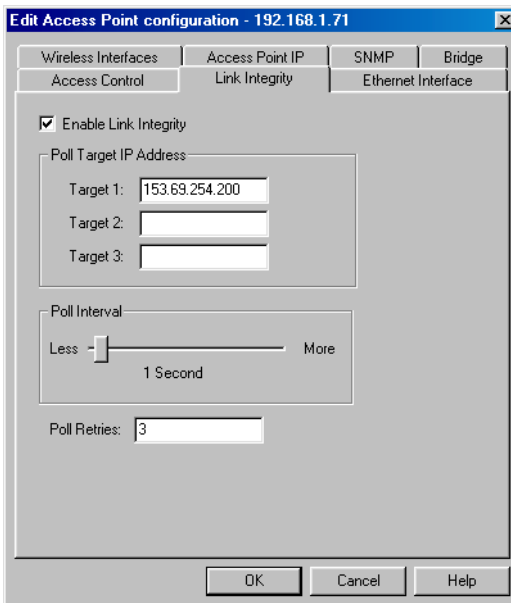 Edit Access Point configuration - 192.168.1.71
Wireless Interfaces Access Point IP SNMP Bridge
Access Control Link Integrity Ethernet Interface
Enable Link Integrity
Poll Target IP Address
Target 1: 153.69.254.200
Target 2:
Target 3:
Poll Interval
Less More
1 Second
Poll Retries: 3
OK Cancel Help